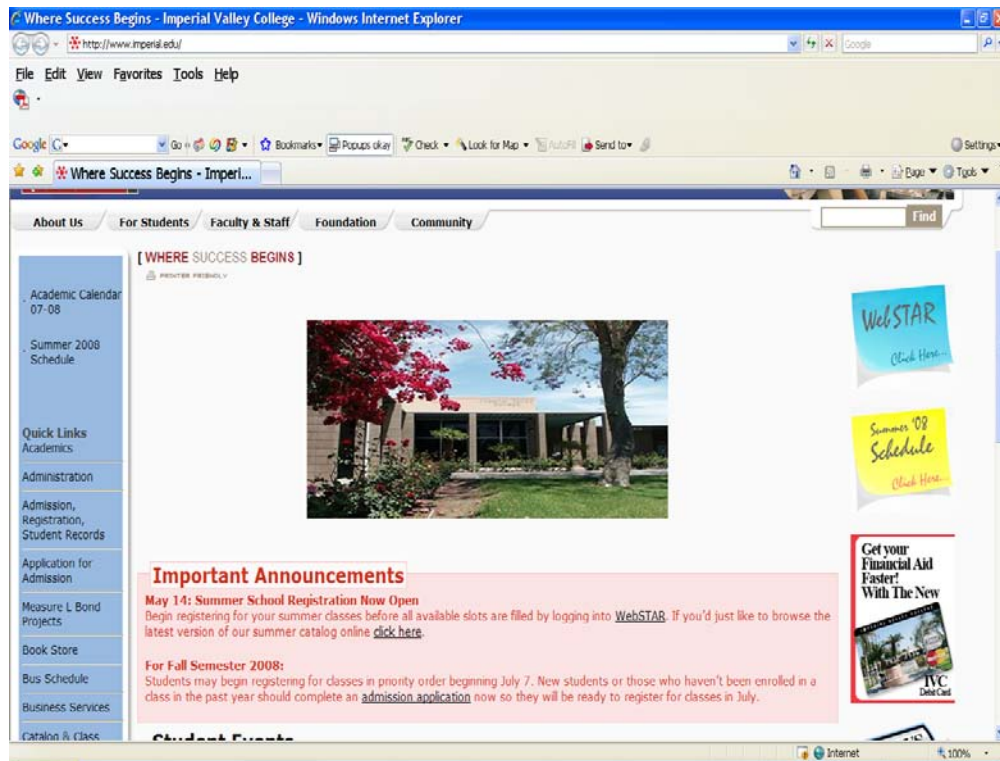 Where Success Begins - Imperial Valley College - Windows Internet Explorer
http://www.imperial.edu/
Google
File Edit View Favorites Tools Help
Google G
Go
Bookmarks
Popups okay
Check
Look for Map
AutoFill
Send to
Settings
Where Success Begins - Imperi...
Page
Tools
About Us
For Students
Faculty & Staff
Foundation
Community
Find
[ WHERE SUCCESS BEGINS ]
PRINTER FRIENDLY
Academic Calendar
07-08
Summer 2008
Schedule
Quick Links
Academics
Administration
Admission,
Registration,
Student Records
Application for
Admission
Measure L Bond
Projects
Book Store
Bus Schedule
Business Services
Catalog & Class
Important Announcements
May 14: Summer School Registration Now Open
Begin registering for your summer classes before all available slots are filled by logging into WebSTAR. If you'd just like to browse the
latest version of our summer catalog online click here.
For Fall Semester 2008:
Students may begin registering for classes in priority order beginning July 7. New students or those who haven't been enrolled in a
class in the past year should complete an admission application now so they will be ready to register for classes in July.
Student Events
WebSTAR
Click Here...
Summer '08
Schedule
Click Here...
Get your
Financial Aid
Faster!
With The New
IVC
Debit Card
Internet
100%